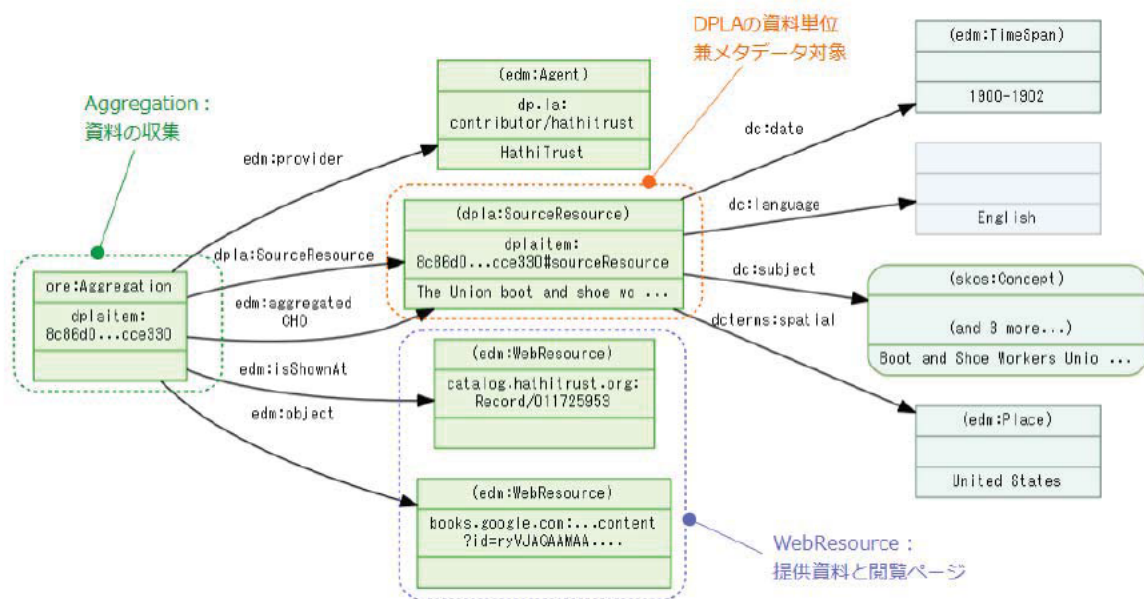 Aggregation：
資料の収集
DPLAの資料単位
兼メタデータ対象
WebResource：
提供資料と閲覧ページ
ore:Aggregation
dplaitem:
8c86d0...cce330
edm:provider
dpla:SourceResource
edm:aggregated
CHO
edm:isShownAt
edm:object
(edm:Agent)
dp.la:
contributor/hathitrust
HathiTrust
(dpla:SourceResource)
dplaitem:
8c86d0...cce330#sourceResource
The Union boot and shoe wo ...
(edm:WebResource)
catalog.hathitrust.org:
Record/011725953
(edm:WebResource)
books.google.com:...content
?id=ryVJAQAAMAA....
dc:date
dc:language
dc:subject
dcterms:spatial
(edm:TimeSpan)
1900-1902
English
(skos:Concept)
(and 3 more...)
Boot and Shoe Workers Unio ...
(edm:Place)
United States